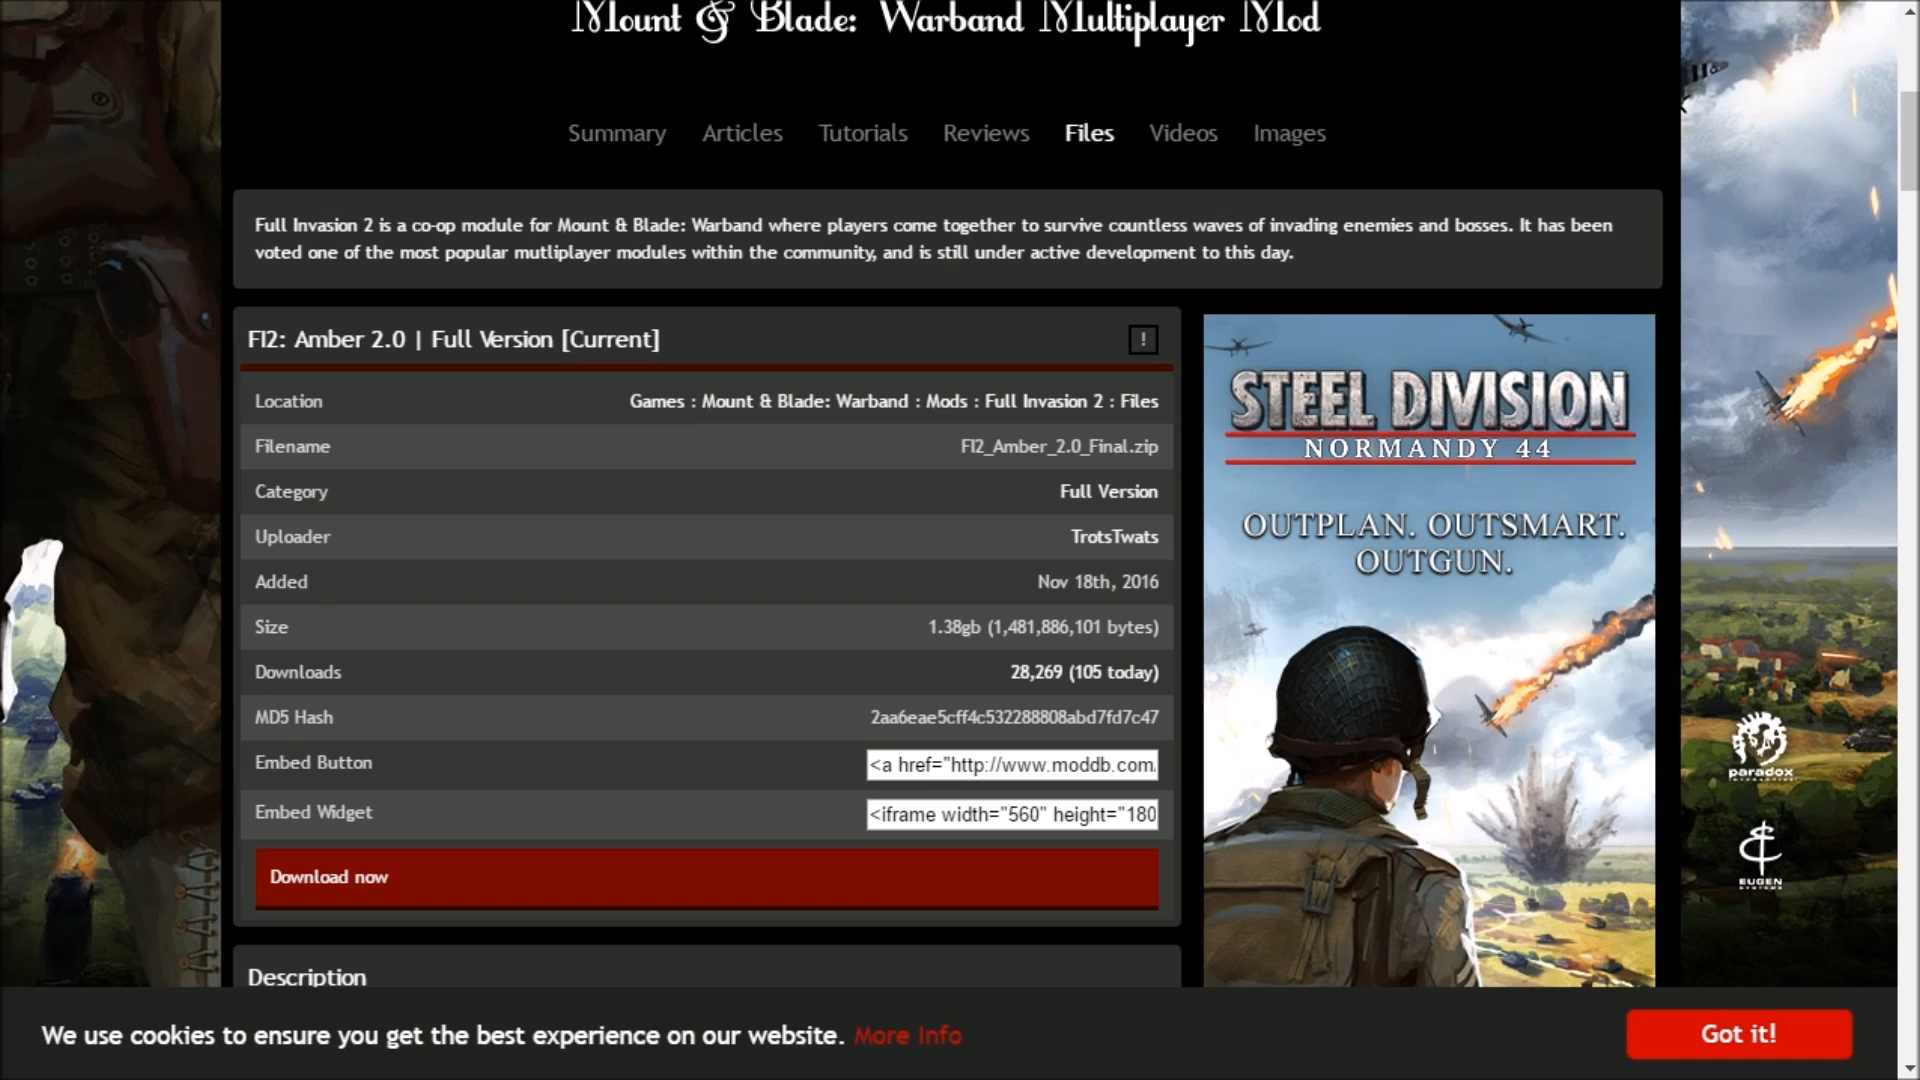 Mount & Blade: Warband Multiplayer Mod
Summary Articles Tutorials Reviews Files Videos Images
Full Invasion 2 is a co-op module for Mount & Blade: Warband where players come together to survive countless waves of invading enemies and bosses. It has been
voted one of the most popular mutliplayer modules within the community, and is still under active development to this day.
FI2: Amber 2.0 | Full Version [Current]
!
Location Games : Mount & Blade: Warband : Mods : Full Invasion 2 : Files
Filename FI2_Amber_2.0_Final.zip
Category Full Version
Uploader TrotsTwats
Added Nov 18th, 2016
Size 1.38gb (1,481,886,101 bytes)
Downloads 28,269 (105 today)
MD5 Hash 2aa6eae5cff4c532288808abd7fd7c47
Embed Button <a href="http://www.moddb.com/
Embed Widget <iframe width="560" height="180
Download now
Description
STEEL DIVISION
NORMANDY 44
OUTPLAN. OUTSMART.
OUTGUN.
paradox
EUGEN
SYSTEMS
We use cookies to ensure you get the best experience on our website. More Info
Got it!